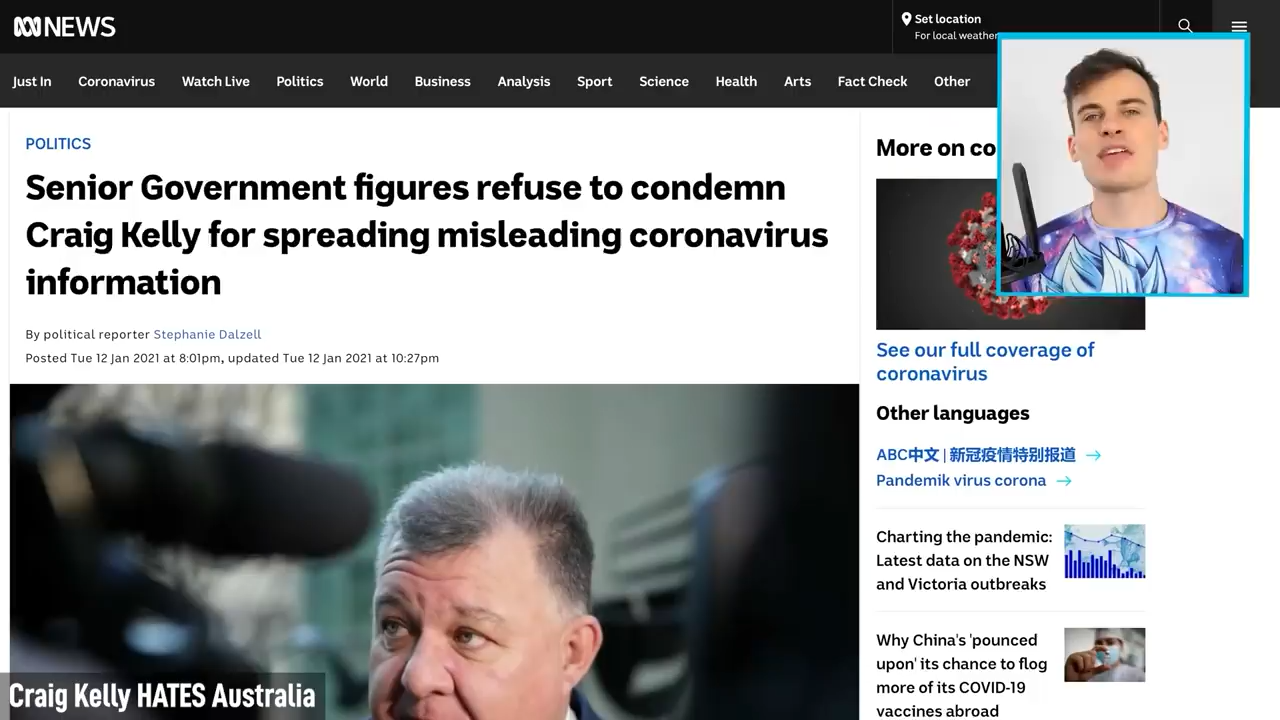 NEWS
Set location
For local weather
Just In
Coronavirus
Watch Live
Politics
World
Business
Analysis
Sport
Science
Health
Arts
Fact Check
Other
POLITICS
Senior Government figures refuse to condemn
Craig Kelly for spreading misleading coronavirus
information
By political reporter Stephanie Dalzell
Posted Tue 12 Jan 2021 at 8:01pm, updated Tue 12 Jan 2021 at 10:27pm
More on co
See our full coverage of
coronavirus
Other languages
ABC中文 | 新冠疫情特别报道
Pandemik virus corona
Charting the pandemic:
Latest data on the NSW
and Victoria outbreaks
Why China's 'pounced
upon' its chance to flog
more of its COVID-19
vaccines abroad
Craig Kelly HATES Australia